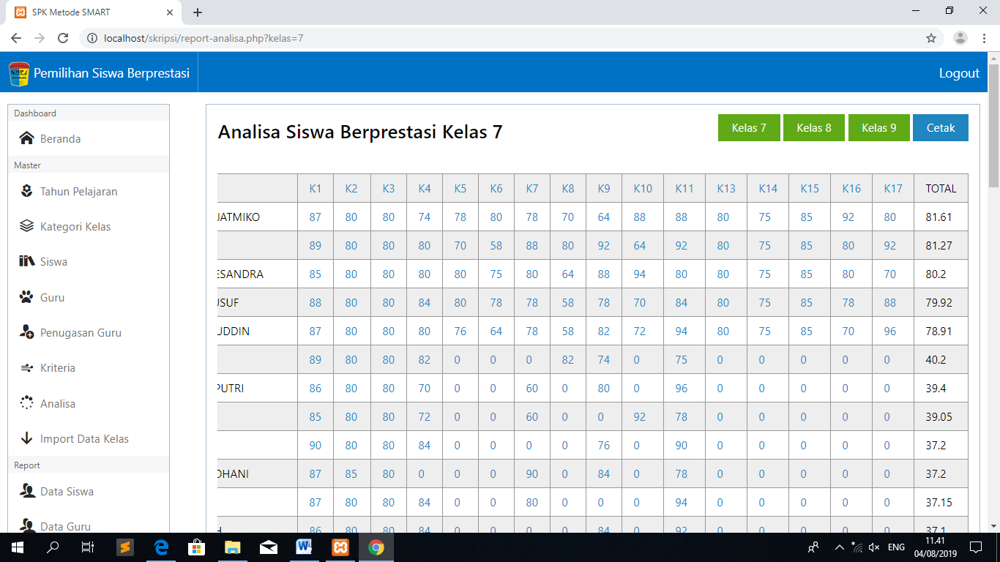 SPK Metode SMART
localhost/skripsi/report-analisa.php?kelas=7
Pemilihan Siswa Berprestasi
Logout
Dashboard
Beranda
Master
Tahun Pelajaran
Kategori Kelas
Siswa
Guru
Penugasan Guru
Kriteria
Analisa
Import Data Kelas
Report
Data Siswa
Data Guru
Analisa Siswa Berprestasi Kelas 7
Kelas 7 Kelas 8 Kelas 9 Cetak
K1 K2 K3 K4 K5 K6 K7 K8 K9 K10 K11 K13 K14 K15 K16 K17 TOTAL
JATMIKO 87 80 80 74 78 80 78 70 64 88 88 80 75 85 92 80 81.61
89 80 80 80 70 58 88 80 92 64 92 80 75 85 80 92 81.27
ESANDRA 85 80 80 80 80 75 80 64 88 94 80 80 75 85 80 70 80.2
USUF 88 80 80 84 80 78 78 58 78 70 84 80 75 85 78 88 79.92
UDDIN 87 80 80 80 76 64 78 58 82 72 94 80 75 85 70 96 78.91
89 80 80 82 0 0 0 82 74 0 75 0 0 0 0 0 40.2
PUTRI 86 80 80 70 0 0 60 0 80 0 96 0 0 0 0 0 39.4
85 80 80 72 0 0 60 0 0 92 78 0 0 0 0 0 39.05
90 80 80 84 0 0 0 0 76 0 90 0 0 0 0 0 37.2
DHANI 87 85 80 0 0 0 90 0 84 0 78 0 0 0 0 0 37.2
87 80 80 84 0 0 80 0 0 0 94 0 0 0 0 0 37.15
H 86 80 80 84 0 0 0 0 84 0 92 0 0 0 0 0 37.1
ENG
11.41
04/08/2019